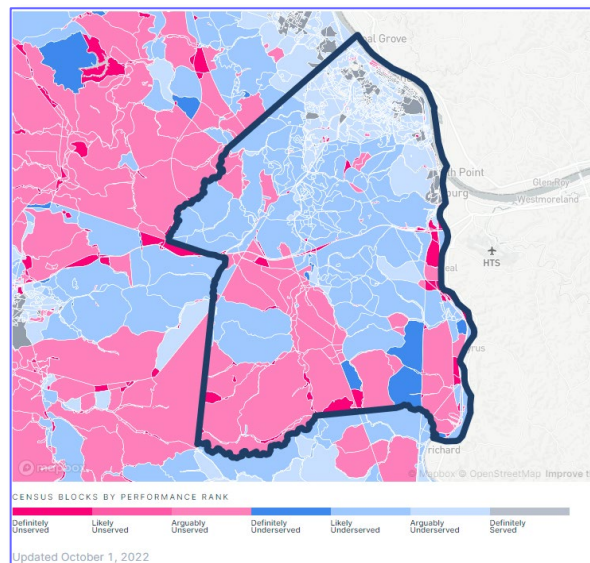 al Grove
th Point
burg
Glen Roy
Westmoreland
HTS
eal
rus
richard
mapbox
© Mapbox © OpenStreetMap Improve t
CENSUS BLOCKS BY PERFORMANCE RANK
Definitely Unserved
Likely Unserved
Arguably Unserved
Definitely Underserved
Likely Underserved
Arguably Underserved
Definitely Served
Updated October 1, 2022